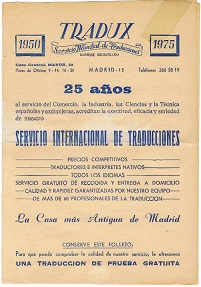 TRADUX
1950
Servicio Mundial de Traducciones
1975
NOMBRE REGISTRADO
Casa Central: MAYOR,
Horas de Oficina 9 - 14, 16 - 20
MADRID-13
Teléfonos 266 58 19
25 años
al servicio del Comercio, la Industria, las Ciencias y la Técnica
españolas y extranjeras, acreditan la exactitud, eficacia y seriedad
de nuestro
SERVICIO INTERNACIONAL DE TRADUCCIONES
PRECIOS COMPETITIVOS
TRADUCTORES E INTERPRETES NATIVOS
TODOS LOS IDIOMAS
SERVICIO GRATUITO DE RECOGIDA Y ENTREGA A DOMICILIO
CALIDAD Y RAPIDEZ GARANTIZADAS POR NUESTRO EQUIPO
DE MAS DE 60 PROFESIONALES DE LA TRADUCCION
La Casa más Antigua de Madrid
CONSERVE ESTE FOLLETO:
Para que pueda comprobar la calidad de nuestro servicio, le ofrecemos
UNA TRADUCCION DE PRUEBA GRATUITA